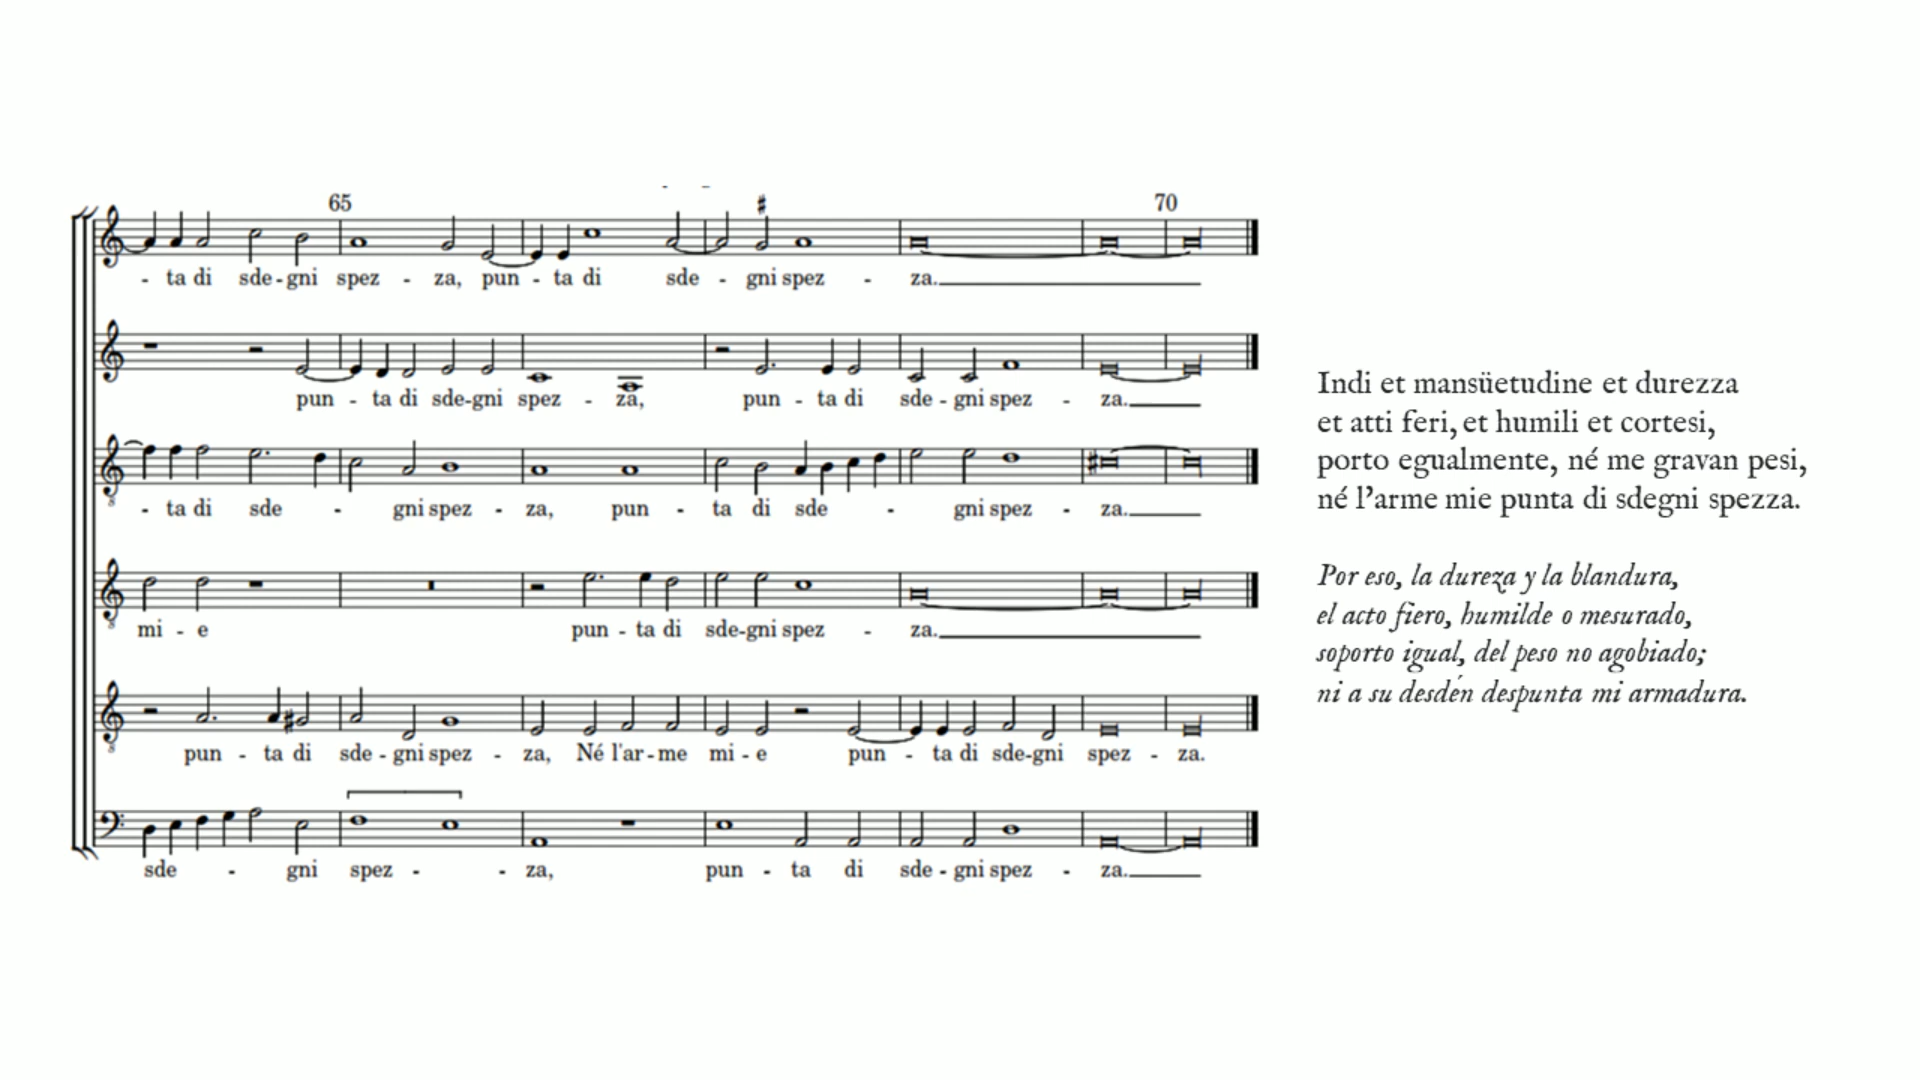 65 70
- ta di sde - gni spez - za, pun - ta di sde - gni spez - za.
pun - ta di sde-gni spez - za, pun - ta di sde - gni spez - za.
- ta di sde - gni spez - za, pun - ta di sde - gni spez - za.
mi - e pun - ta di sde-gni spez - za.
pun - ta di sde - gni spez - za, Né l'ar-me mi - e pun - ta di sde-gni spez - za.
sde - gni spez - - za, pun - ta di sde - gni spez - za.
Indi et mansüetudine et durezza
et atti feri, et humili et cortesi,
porto egualmente, né me gravan pesi,
né l’arme mie punta di sdegni spezza.
Por eso, la dureza y la blandura,
el acto fiero, humilde o mesurado,
soporto igual, del peso no agobiado;
ni a su desdén despunta mi armadura.